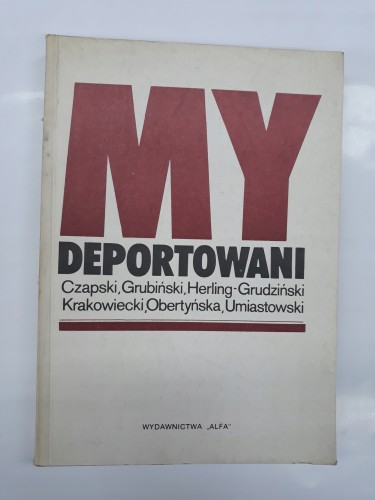 MY
DEPORTOWANI
Czapski, Grubiński, Herling-Grudziński
Krakowiecki, Obertyńska, Umiastowski
WYDAWNICTWA „ALFA”